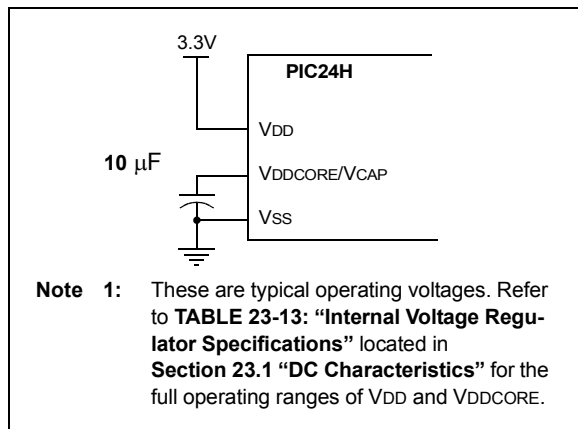 3.3V
PIC24H
VDD
10 μF
VDDCORE/VCAP
VSS
Note 1: These are typical operating voltages. Refer
to TABLE 23-13: “Internal Voltage Regu-
lator Specifications” located in
Section 23.1 “DC Characteristics” for the
full operating ranges of VDD and VDDCORE.